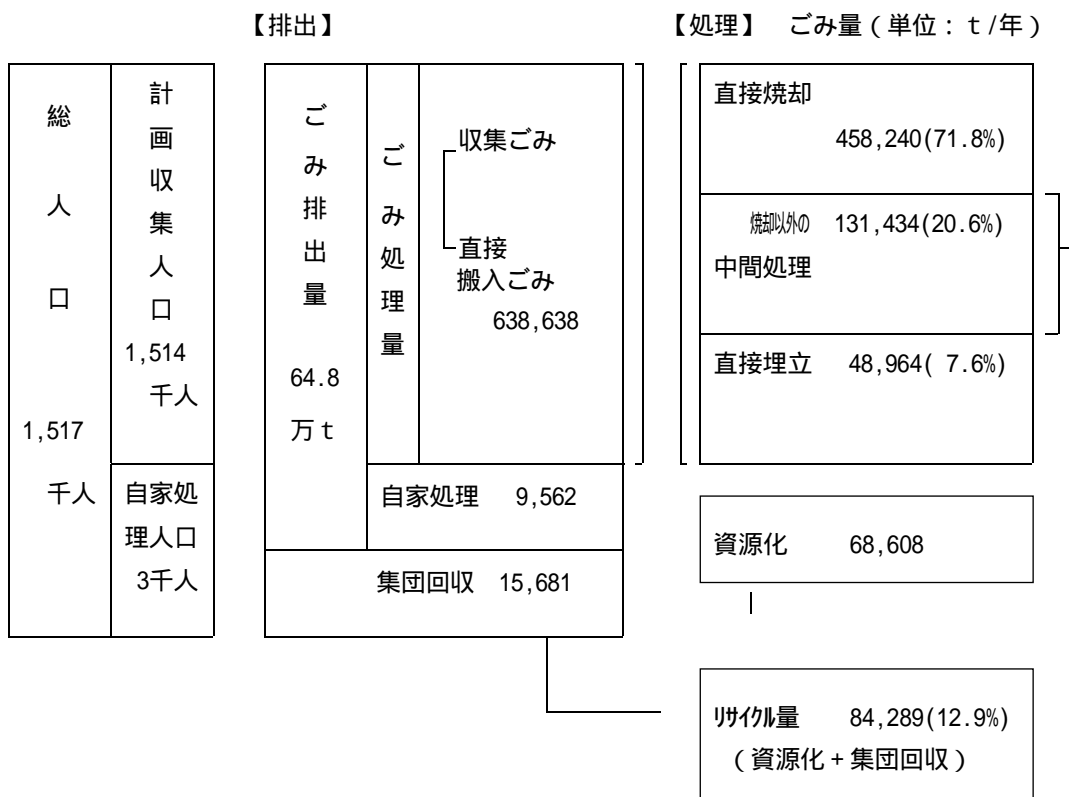 【排出】
【処理】 ごみ量(単位:t/年)
総人口
1,517
千人
計画収集人口
1,514
千人
自家処
理人口
3千人
ごみ排出量
64.8
万t
ごみ処理量
収集ごみ
直接
搬入ごみ
638,638
自家処理 9,562
集団回収 15,681
直接焼却
458,240(71.8%)
焼却以外の 131,434(20.6%)
中間処理
直接埋立 48,964( 7.6%)
資源化 68,608
リサイクル量 84,289(12.9%)
(資源化+集団回収)